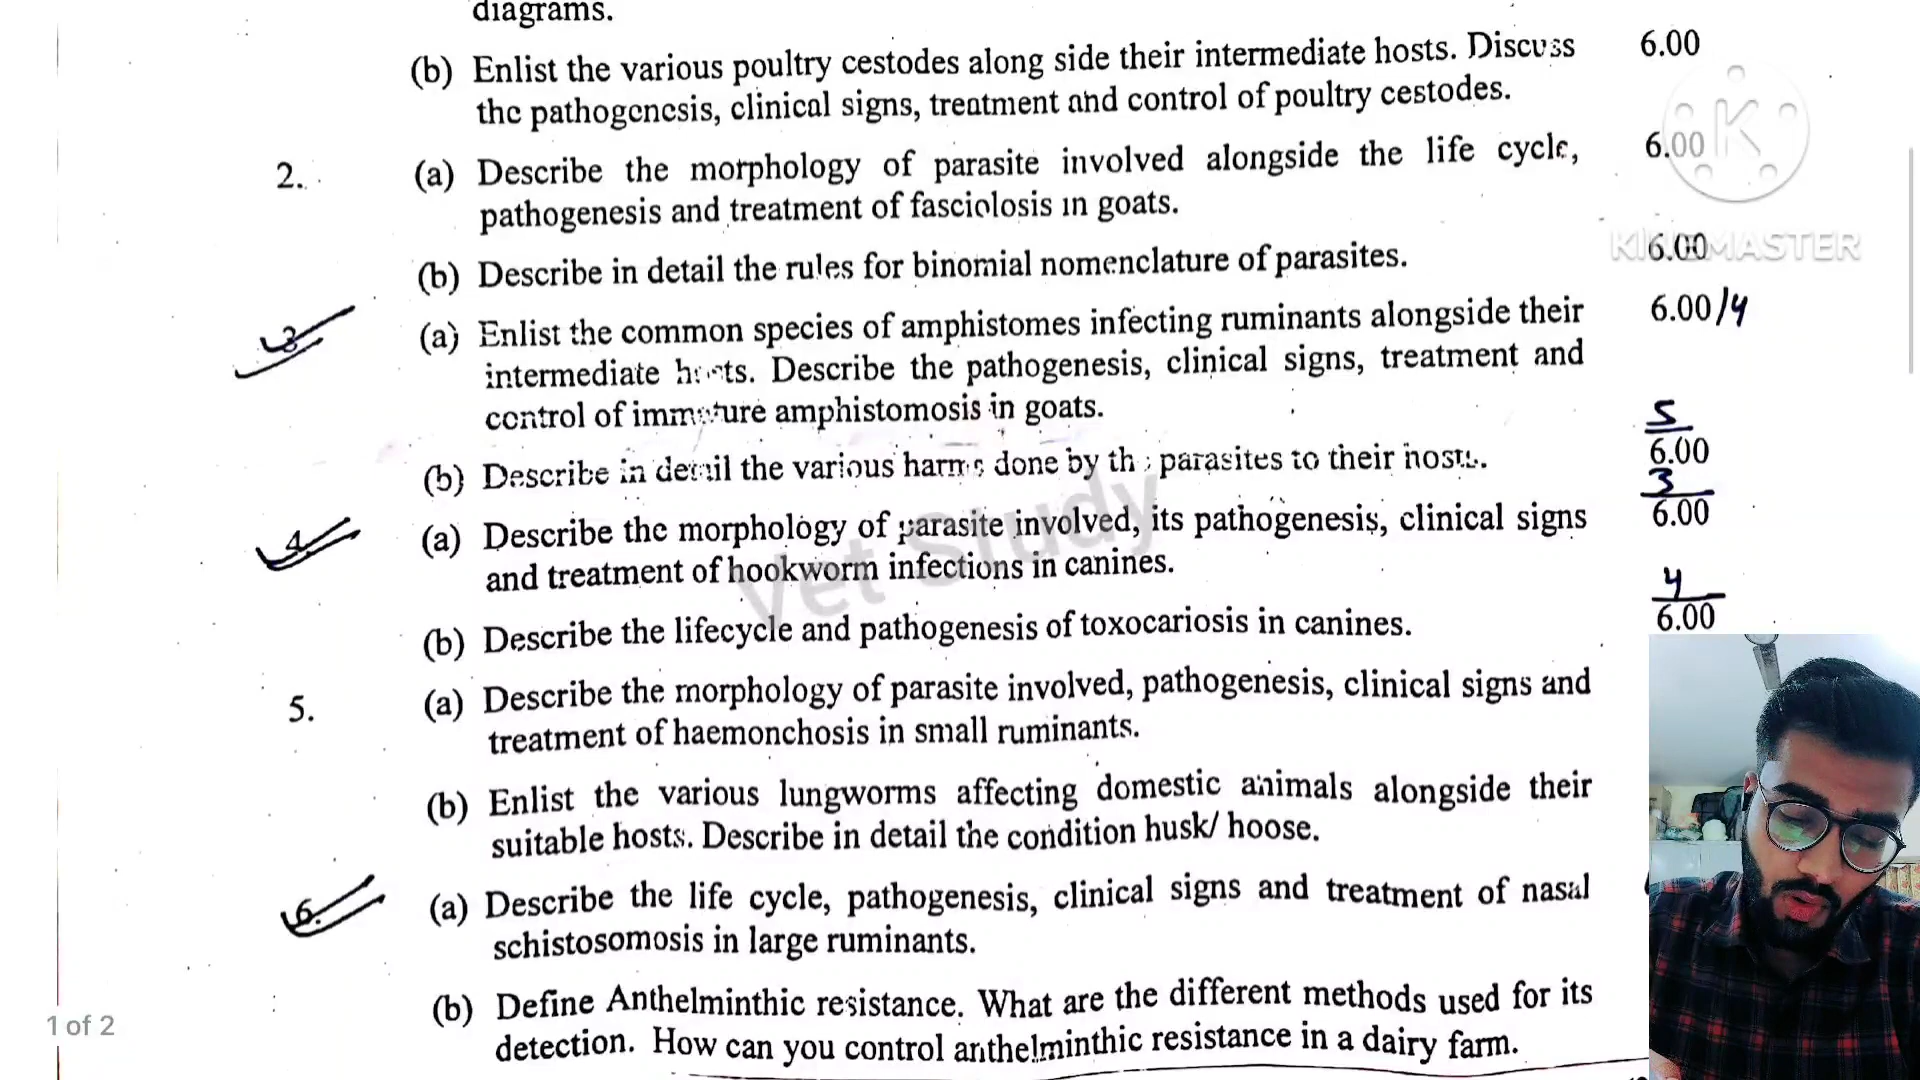 diagrams.
(b) Enlist the various poultry cestodes along side their intermediate hosts. Discuss 6.00
the pathogenesis, clinical signs, treatment and control of poultry cestodes.
2. (a) Describe the morphology of parasite involved alongside the life cycle, 6.00
pathogenesis and treatment of fasciolosis in goats.
(b) Describe in detail the rules for binomial nomenclature of parasites. 6.00
KINEMASTER
3 (a) Enlist the common species of amphistomes infecting ruminants alongside their 6.00/4
intermediate hosts. Describe the pathogenesis, clinical signs, treatment and
control of immature amphistomosis in goats.
5
(b) Describe in detail the various harms done by the parasites to their hosts. 6.00
3
4. (a) Describe the morphology of parasite involved, its pathogenesis, clinical signs 6.00
and treatment of hookworm infections in canines.
Vet Study
4
(b) Describe the lifecycle and pathogenesis of toxocariosis in canines. 6.00
5. (a) Describe the morphology of parasite involved, pathogenesis, clinical signs and
treatment of haemonchosis in small ruminants.
(b) Enlist the various lungworms affecting domestic animals alongside their
suitable hosts. Describe in detail the condition husk/ hoose.
6. (a) Describe the life cycle, pathogenesis, clinical signs and treatment of nasal
schistosomosis in large ruminants.
(b) Define Anthelminthic resistance. What are the different methods used for its
1 of 2
detection. How can you control anthelminthic resistance in a dairy farm.